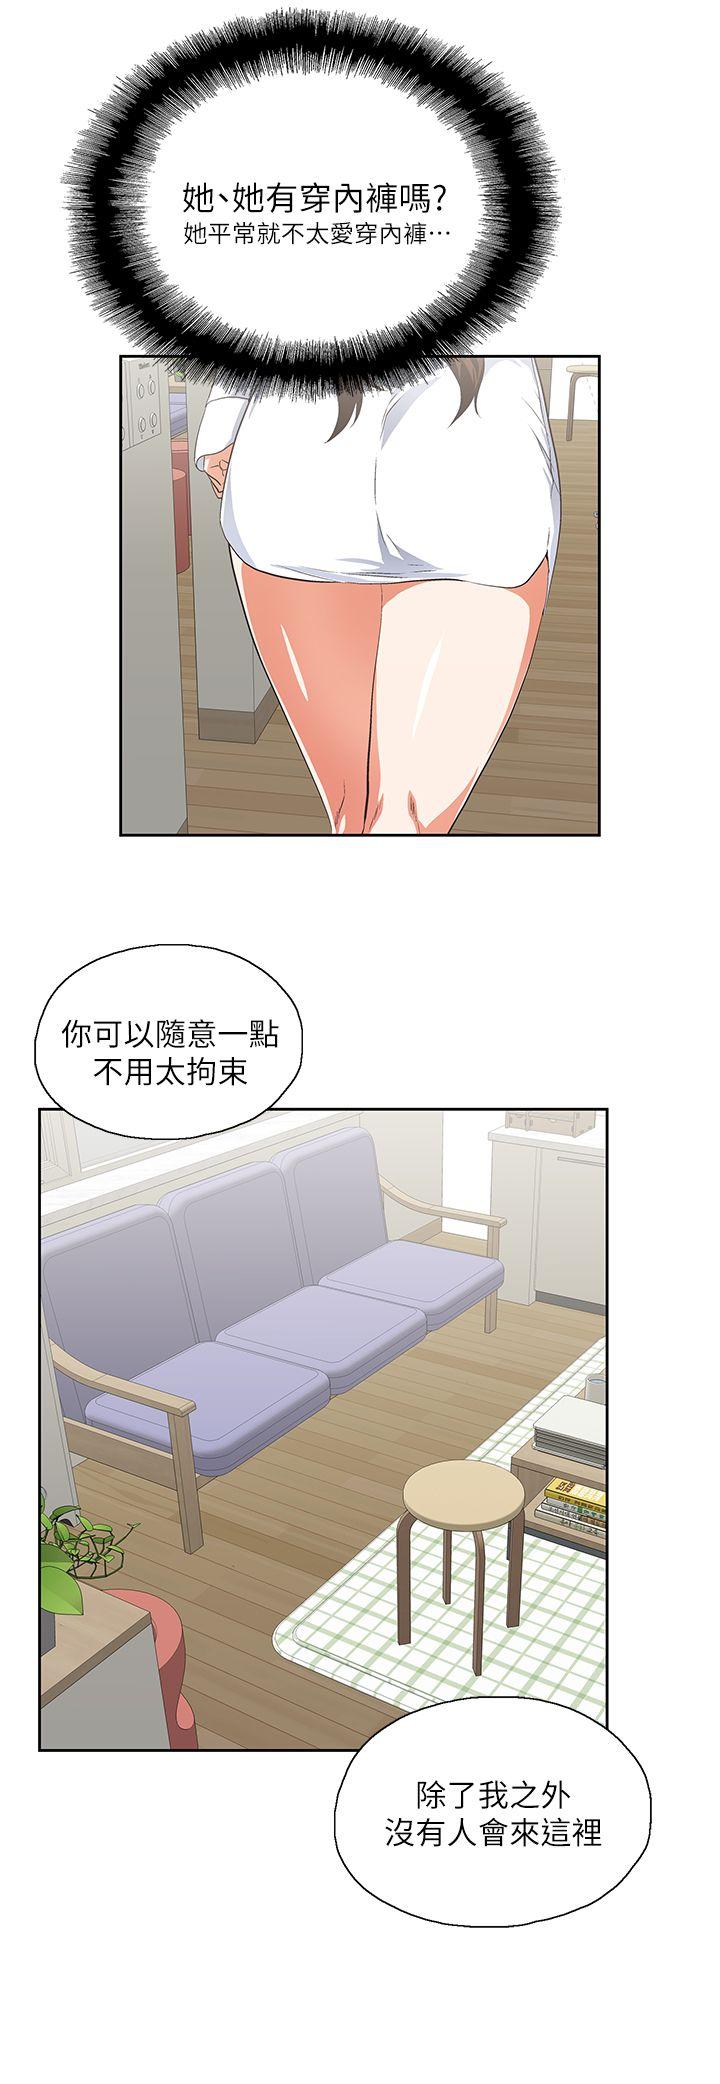 她、她有穿內褲嗎?
她平常就不太愛穿內褲…
你可以隨意一點
不用太拘束
除了我之外
沒有人會來這裡